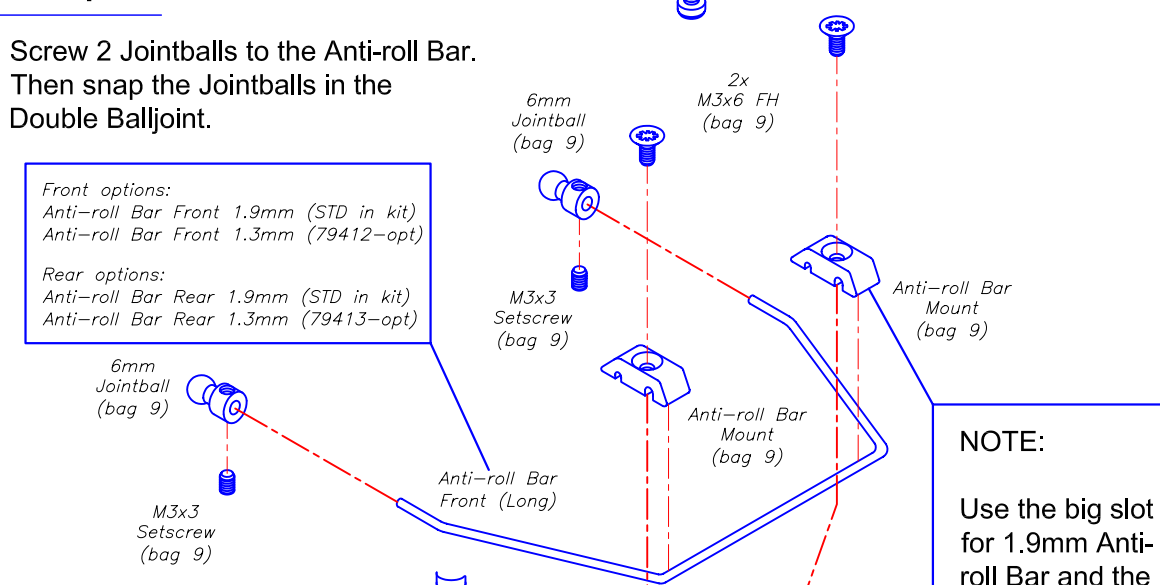 Screw 2 Jointballs to the Anti-roll Bar.
Then snap the Jointballs in the
Double Balljoint.
2x
M3x6 FH
(bag 9)
6mm
Jointball
(bag 9)
Front options:
Anti-roll Bar Front 1.9mm (STD in kit)
Anti-roll Bar Front 1.3mm (79412-opt)
Rear options:
Anti-roll Bar Rear 1.9mm (STD in kit)
Anti-roll Bar Rear 1.3mm (79413-opt)
M3x3
Setscrew
(bag 9)
Anti-roll Bar
Mount
(bag 9)
6mm
Jointball
(bag 9)
Anti-roll Bar
Mount
(bag 9)
M3x3
Setscrew
(bag 9)
Anti-roll Bar
Front (Long)
NOTE:
Use the big slot
for 1.9mm Anti-
roll Bar and the